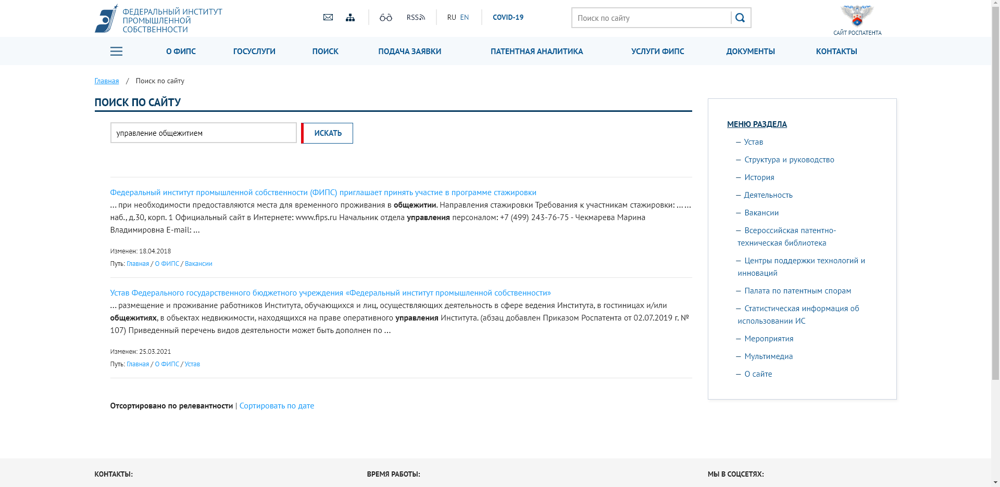 ФЕДЕРАЛЬНЫЙ ИНСТИТУТ
ПРОМЫШЛЕННОЙ
СОБСТВЕННОСТИ
RSS
RU EN
COVID-19
Поиск по сайту
САЙТ РОСПАТЕНТА
О ФИПС
ГОСУСЛУГИ
ПОИСК
ПОДАЧА ЗАЯВКИ
ПАТЕНТНАЯ АНАЛИТИКА
УСЛУГИ ФИПС
ДОКУМЕНТЫ
КОНТАКТЫ
Главная / Поиск по сайту
ПОИСК ПО САЙТУ
управление общежитием
ИСКАТЬ
Федеральный институт промышленной собственности (ФИПС) приглашает принять участие в программе стажировки
... при необходимости предоставляются места для временного проживания в общежитии. Направления стажировки Требования к участникам стажировки: ... ...
наб., д.30, корп. 1 Официальный сайт в Интернете: www.fips.ru Начальник отдела управления персоналом: +7 (499) 243-76-75 - Чекмарева Марина
Владимировна E-mail: ...
Изменен: 18.04.2018
Путь: Главная / О ФИПС / Вакансии
Устав Федерального государственного бюджетного учреждения «Федеральный институт промышленной собственности»
... размещение и проживание работников Института, обучающихся и лиц, осуществляющих деятельность в сфере ведения Института, в гостиницах и/или
общежитиях, в объектах недвижимости, находящихся на праве оперативного управления Института. (абзац добавлен Приказом Роспатента от 02.07.2019 г. №
107) Приведенный перечень видов деятельности может быть дополнен по ...
Изменен: 25.03.2021
Путь: Главная / О ФИПС / Устав
Отсортировано по релевантности | Сортировать по дате
МЕНЮ РАЗДЕЛА
– Устав
– Структура и руководство
– История
– Деятельность
– Вакансии
– Всероссийская патентно-
техническая библиотека
– Центры поддержки технологий и
инноваций
– Палата по патентным спорам
– Статистическая информация об
использовании ИС
– Мероприятия
– Мультимедиа
– О сайте
КОНТАКТЫ:
ВРЕМЯ РАБОТЫ:
МЫ В СОЦСЕТЯХ: